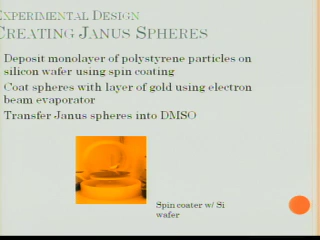 EXPERIMENTAL DESIGN
CREATING JANUS SPHERES
Deposit monolayer of polystyrene particles on
silicon wafer using spin coating
Coat spheres with layer of gold using electron
beam evaporator
Transfer Janus spheres into DMSO
Spin coater w/ Si
wafer